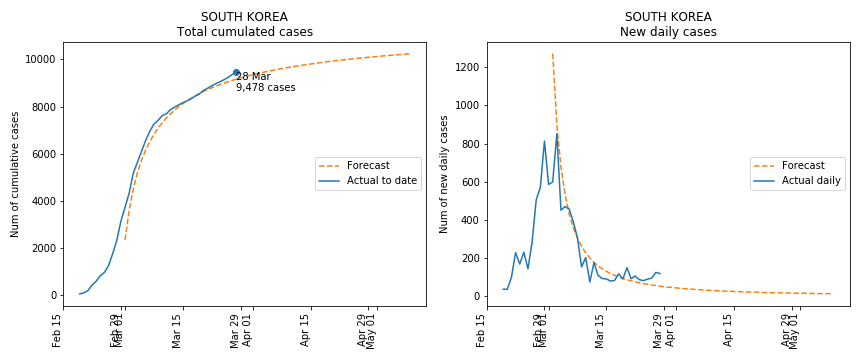 SOUTH KOREA
Total cumulated cases
Num of cumulative cases
10000
8000
6000
4000
2000
0
28 Mar
9,478 cases
Forecast
Actual to date
Feb 15
Feb 29
Mar 01
Mar 15
Mar 29
Apr 01
Apr 15
Apr 29
May 01
SOUTH KOREA
New daily cases
Num of new daily cases
1200
1000
800
600
400
200
0
Forecast
Actual daily
Feb 15
Feb 29
Mar 01
Mar 15
Mar 29
Apr 01
Apr 15
Apr 29
May 01